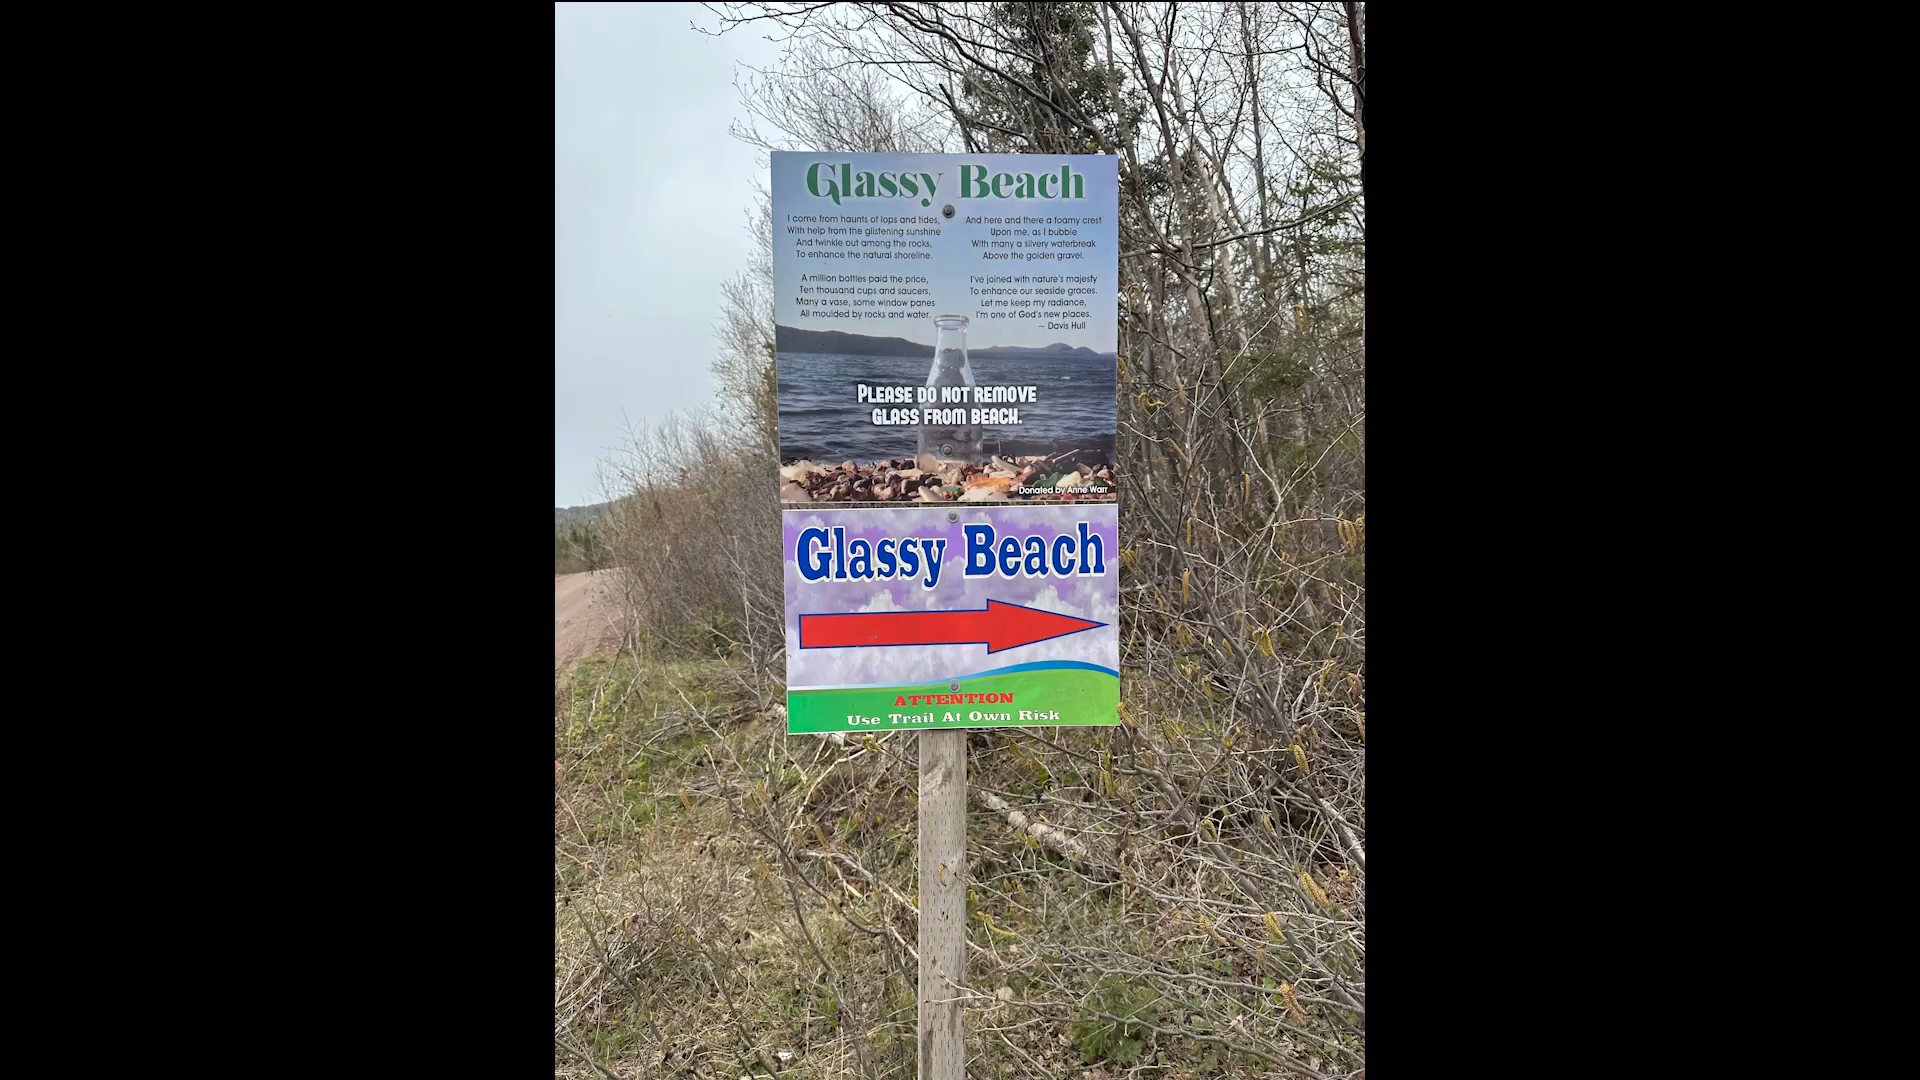 Glassy Beach
I come from haunts of lops and tides,
With help from the glistening sunshine
And twinkle out among the rocks,
To enhance the natural shoreline.
A million bottles paid the price,
Ten thousand cups and saucers,
Many a vase, some window panes
All moulded by rocks and water.
And here and there a foamy crest
Upon me, as I bubble
With many a silvery waterbreak
Above the golden gravel.
I've joined with nature's majesty
To enhance our seaside graces.
Let me keep my radiance,
I'm one of God's new places.
~ Davis Hull
PLEASE DO NOT REMOVE
GLASS FROM BEACH.
Donated by Anne Warr
Glassy Beach
ATTENTION
Use Trail At Own Risk